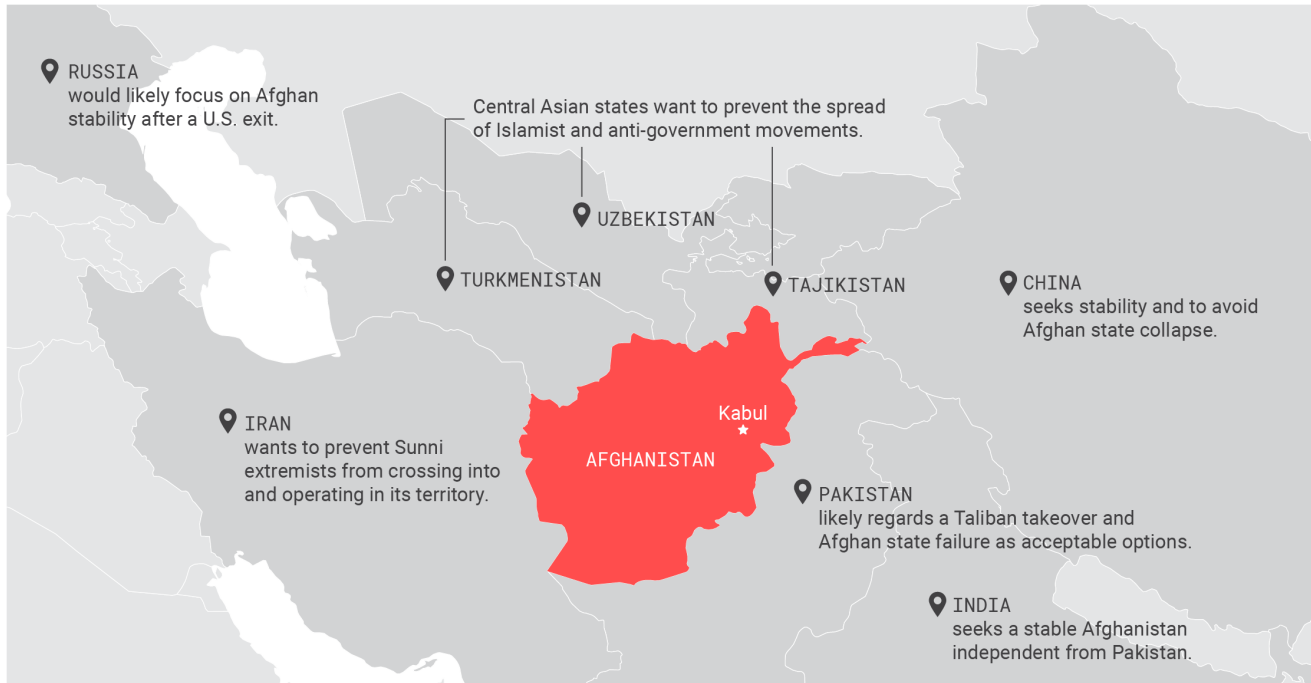 RUSSIA
would likely focus on Afghan
stability after a U.S. exit.
Central Asian states want to prevent the spread
of Islamist and anti-government movements.
UZBEKISTAN
TURKMENISTAN
TAJIKISTAN
CHINA
seeks stability and to avoid
Afghan state collapse.
IRAN
wants to prevent Sunni
extremists from crossing into
and operating in its territory.
Kabul
AFGHANISTAN
PAKISTAN
likely regards a Taliban takeover and
Afghan state failure as acceptable options.
INDIA
seeks a stable Afghanistan
independent from Pakistan.